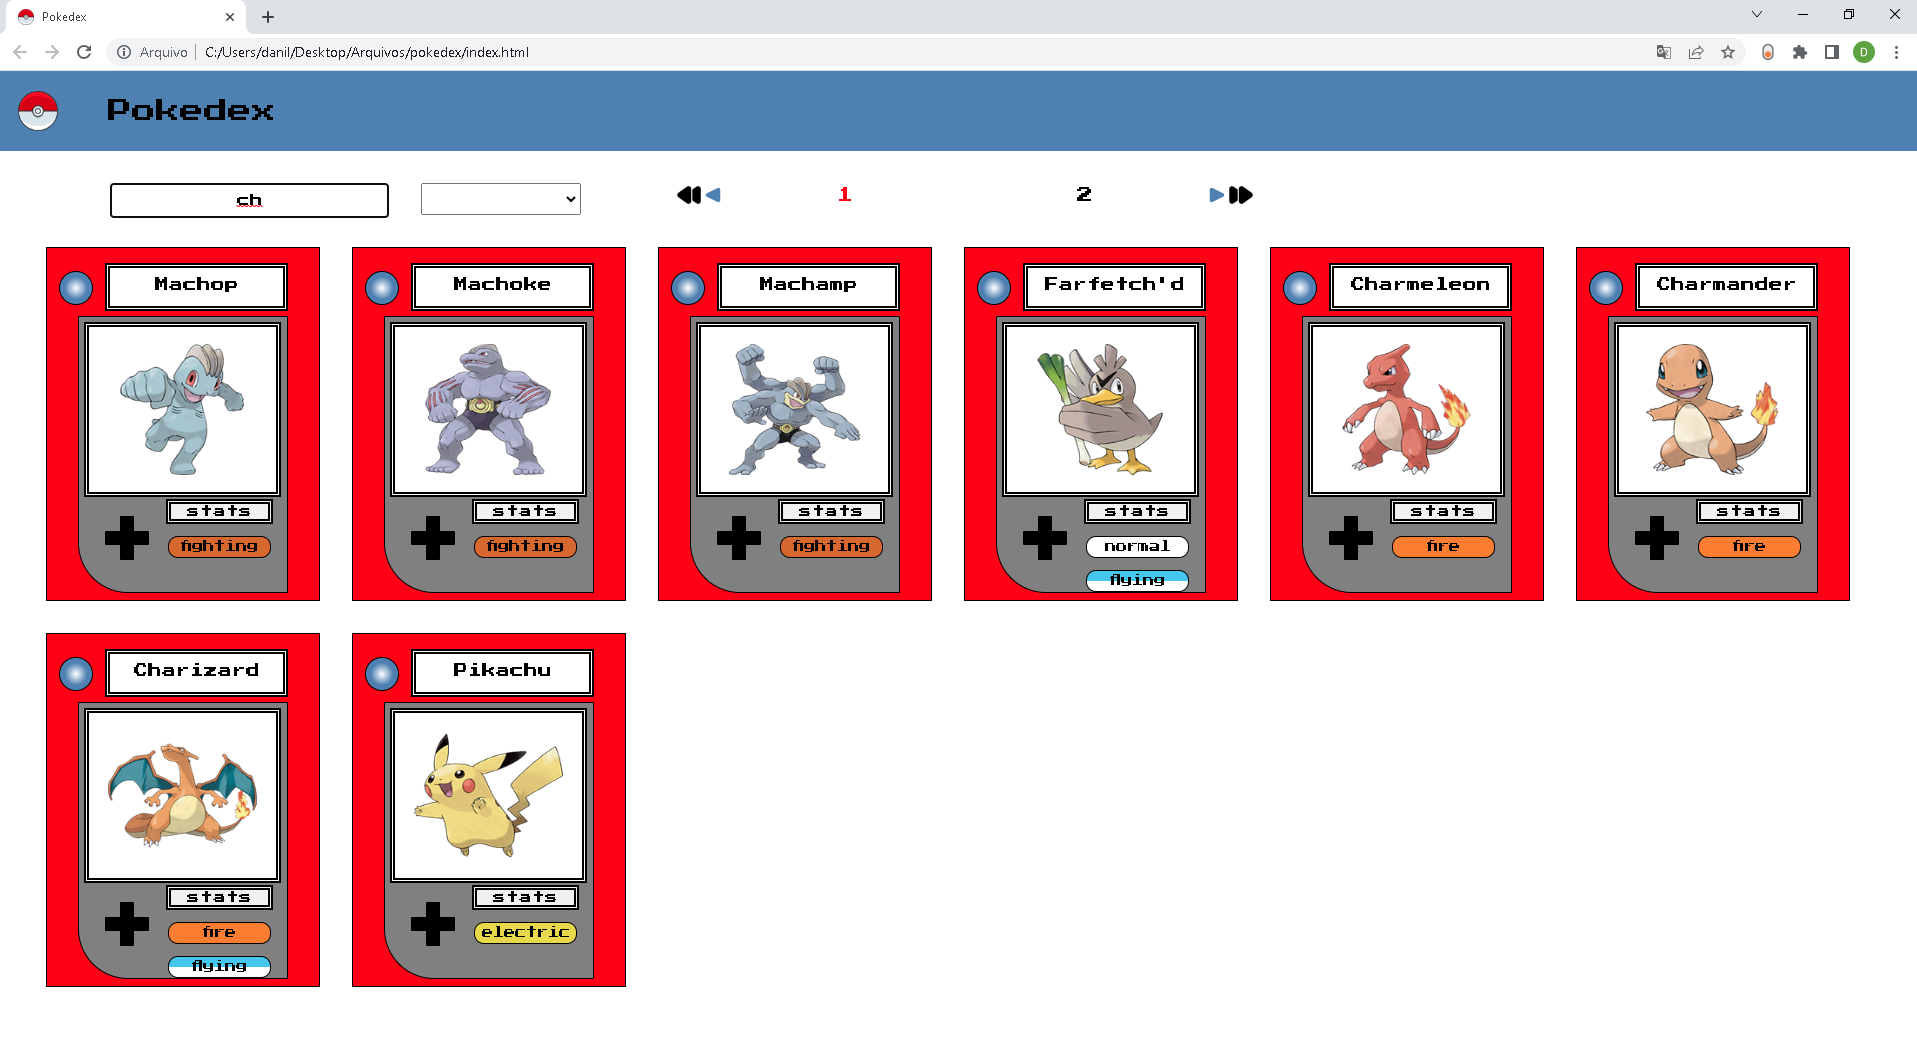 Pokedex
Arquivo C:/Users/danil/Desktop/Arquivos/pokedex/index.html
D
Pokedex
ch
1 2
Machop Machoke Machamp Farfetch'd Charmeleon Charmander
stats stats stats stats stats stats
fighting fighting fighting normal fire fire
flying
Charizard Pikachu
stats stats
fire electric
flying